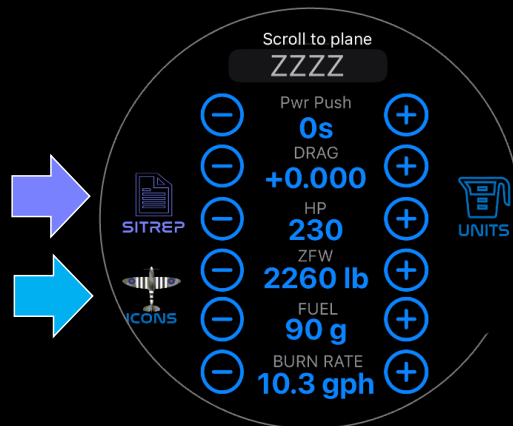 Scroll to plane
ZZZZ
Pwr Push
0s
DRAG
+0.000
HP
230
ZFW
2260 lb
FUEL
90 g
BURN RATE
10.3 gph
SITREP
ICONS
UNITS